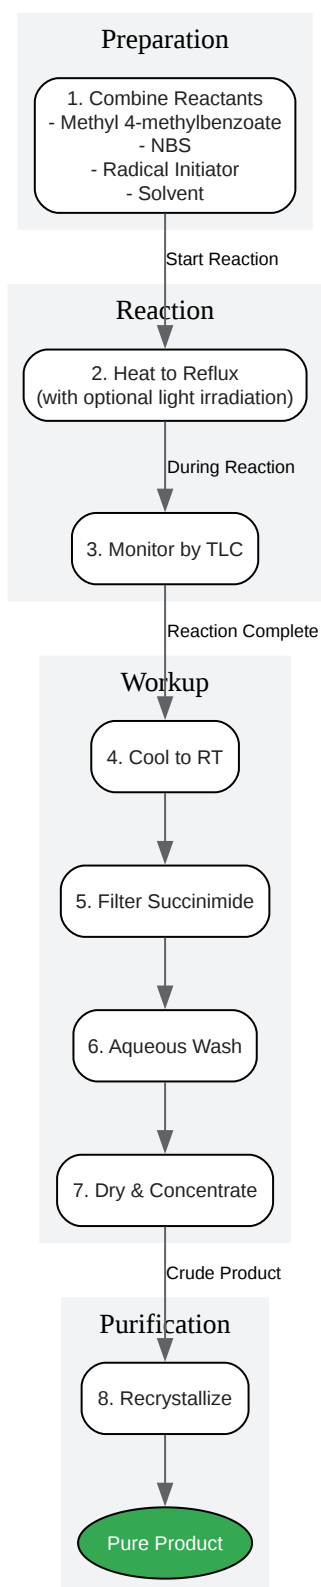 Preparation
1. Combine Reactants
- Methyl 4-methylbenzoate
- NBS
- Radical Initiator
- Solvent
Start Reaction
Reaction
2. Heat to Reflux
(with optional light irradiation)
During Reaction
3. Monitor by TLC
Reaction Complete
Workup
4. Cool to RT
5. Filter Succinimide
6. Aqueous Wash
7. Dry & Concentrate
Crude Product
Purification
8. Recrystallize
Pure Product